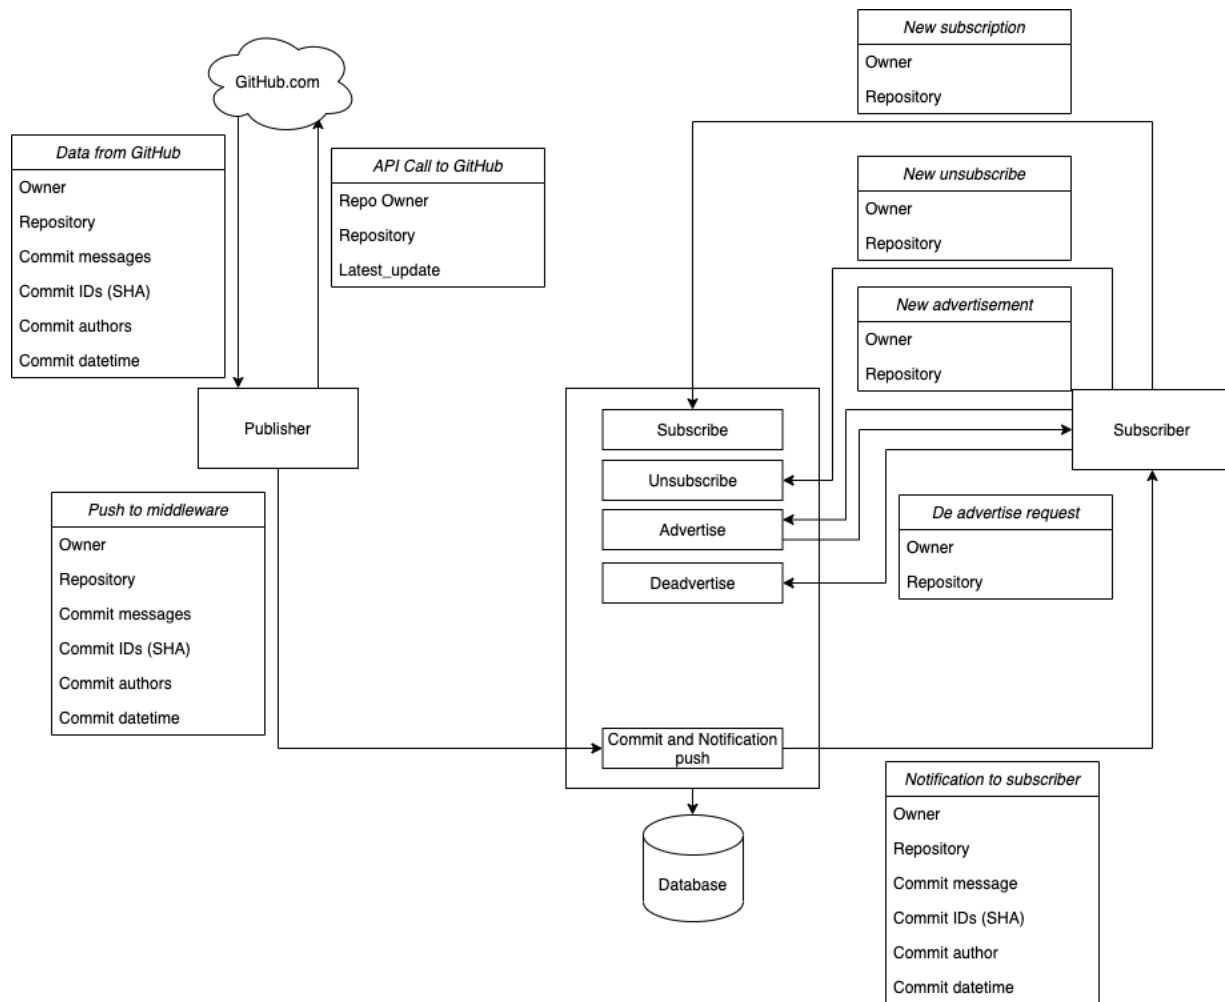 New subscription
Owner
Repository
GitHub.com
Data from GitHub
Owner
Repository
Commit messages
Commit IDs (SHA)
Commit authors
Commit datetime
API Call to GitHub
Repo Owner
Repository
Latest_update
New unsubscribe
Owner
Repository
New advertisement
Owner
Repository
Publisher
Subscribe
Unsubscribe
Advertise
Deadvertise
Subscriber
De advertise request
Owner
Repository
Push to middleware
Owner
Repository
Commit messages
Commit IDs (SHA)
Commit authors
Commit datetime
Commit and Notification
push
Database
Notification to subscriber
Owner
Repository
Commit message
Commit IDs (SHA)
Commit author
Commit datetime